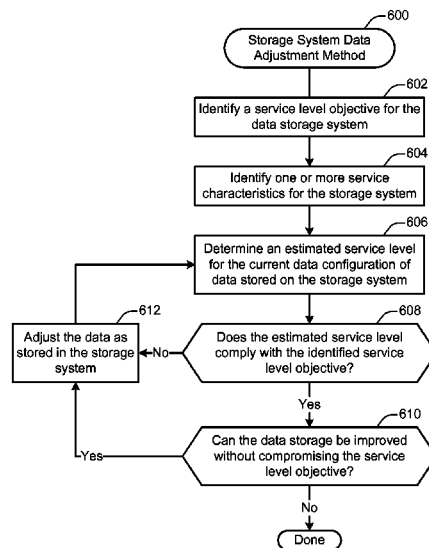 600
Storage System Data
Adjustment Method
602
Identify a service level objective for the
data storage system
604
Identify one or more service
characteristics for the storage system
606
Determine an estimated service level
for the current data configuration of
data stored on the storage system
612
Adjust the data as
stored in the storage
system
608
Does the estimated service level
comply with the identified service
level objective?
No
Yes
610
Can the data storage be improved
without compromising the service
level objective?
Yes
No
Done